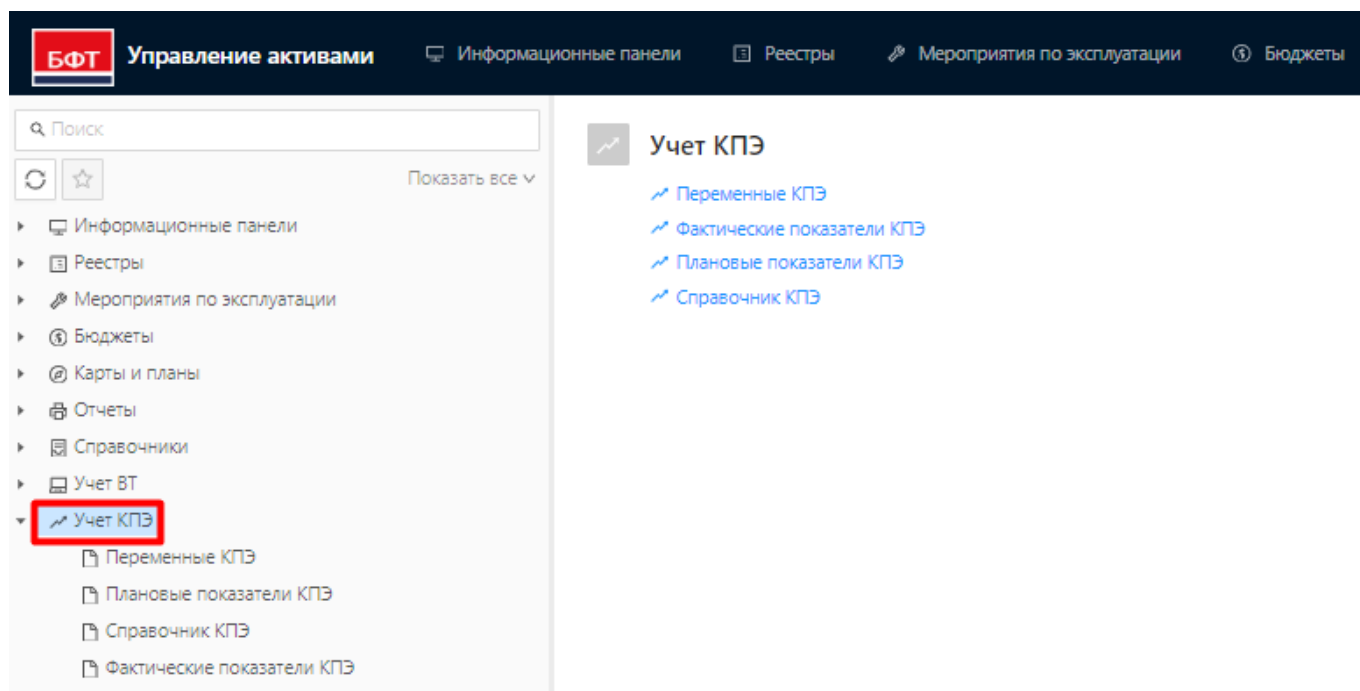 БФТ Управление активами Информационные панели Реестры Мероприятия по эксплуатации Бюджеты
Поиск
Показать все
Информационные панели
Реестры
Мероприятия по эксплуатации
Бюджеты
Карты и планы
Отчеты
Справочники
Учет ВТ
Учет КПЭ
Переменные КПЭ
Плановые показатели КПЭ
Справочник КПЭ
Фактические показатели КПЭ
Учет КПЭ
Переменные КПЭ
Фактические показатели КПЭ
Плановые показатели КПЭ
Справочник КПЭ